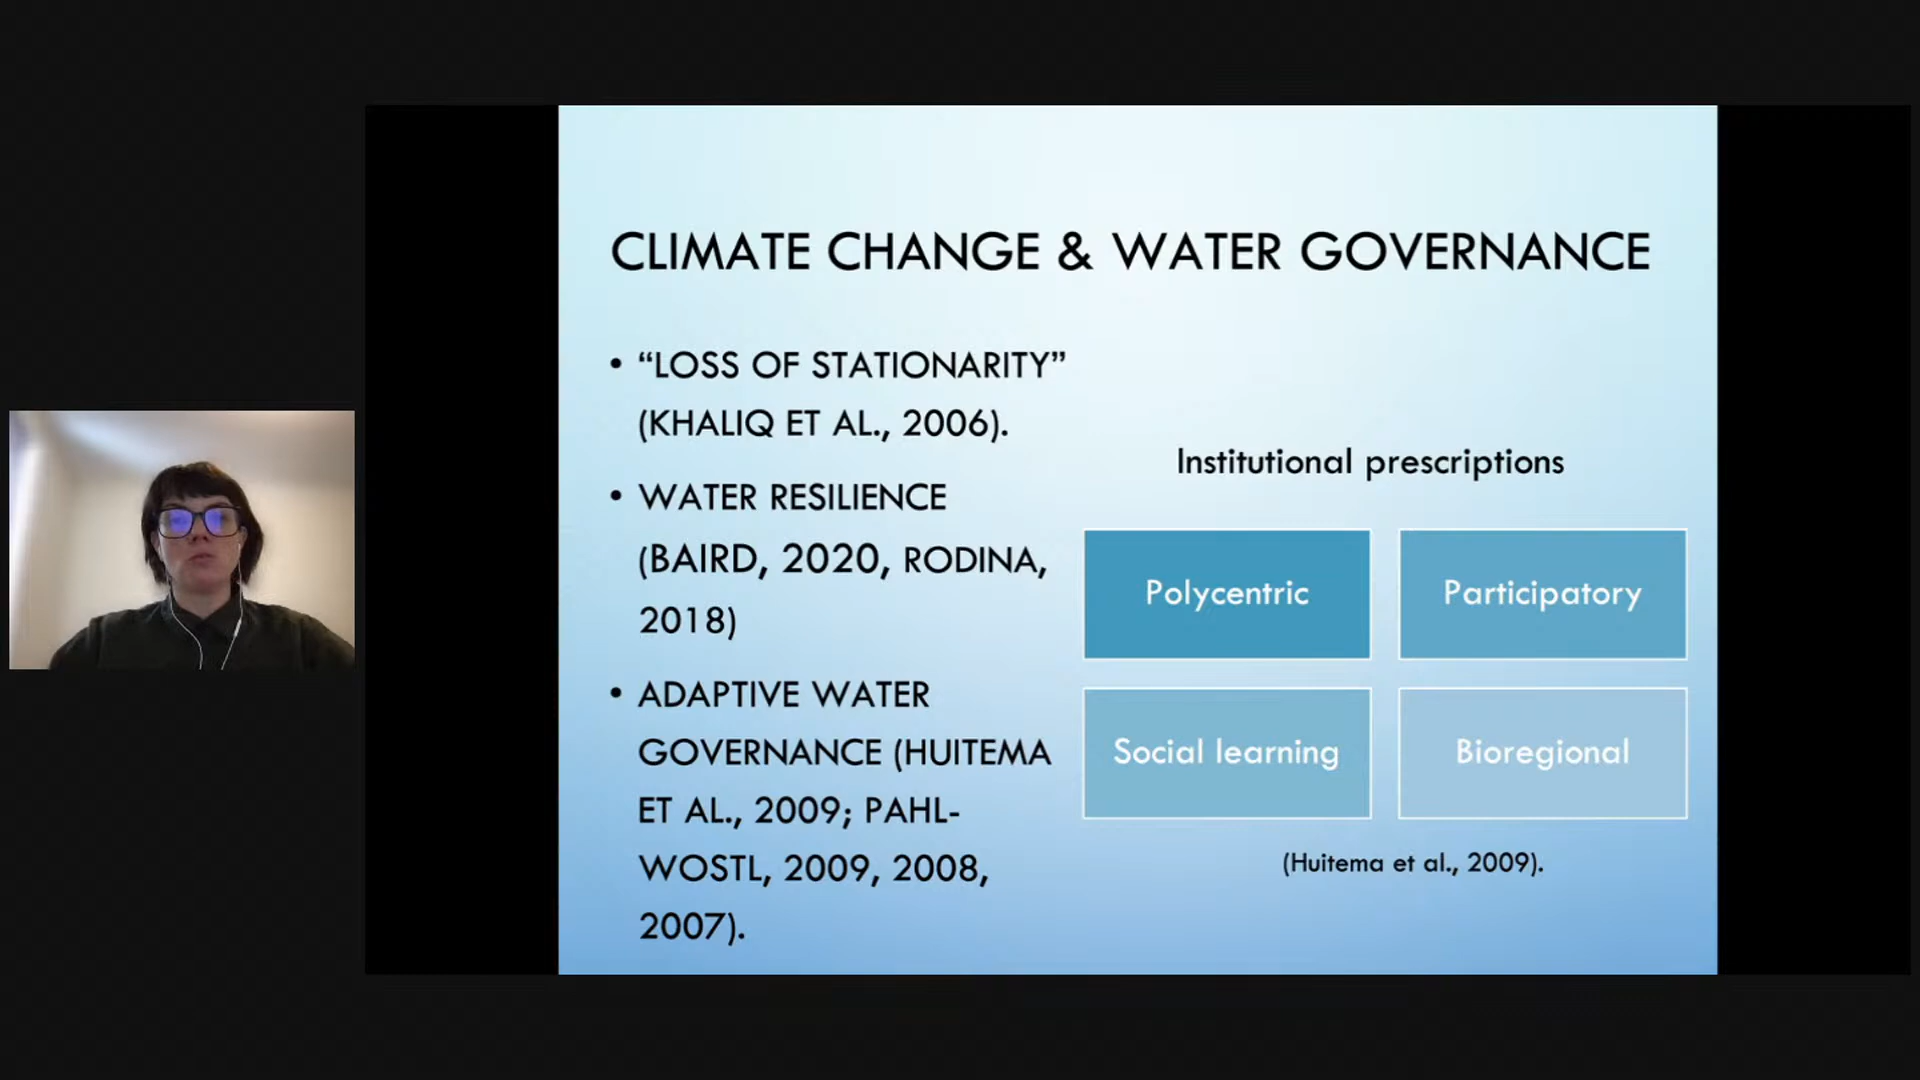 CLIMATE CHANGE & WATER GOVERNANCE
• “LOSS OF STATIONARITY”
(KHALIQ ET AL., 2006).
• WATER RESILIENCE
(BAIRD, 2020, RODINA,
2018)
• ADAPTIVE WATER
GOVERNANCE (HUITEMA
ET AL., 2009; PAHL-
WOSTL, 2009, 2008,
2007).
Institutional prescriptions
Polycentric
Participatory
Social learning
Bioregional
(Huitema et al., 2009).